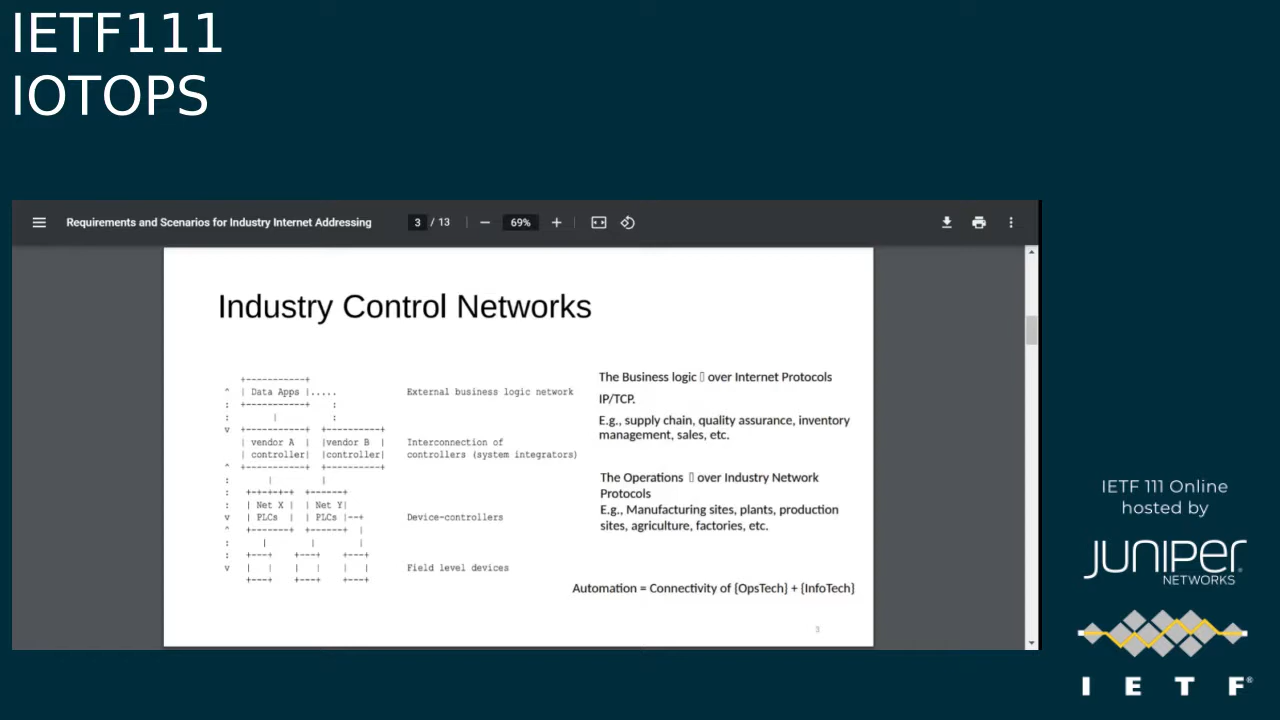 IETF111
IOTOPS
Requirements and Scenarios for Industry Internet Addressing
3 / 13
69%
Industry Control Networks
+-----------+
^ | Data Apps |..... External business logic network
: +-----------+ :
: | :
v +-----------+ +----------+
| vendor A | |vendor B | Interconnection of
| controller| |controller| controllers (system integrators)
^ +-----------+ +----------+
: | |
: +-+-+-+-+ +------+
: | Net X | | Net Y|
v | PLCs | | PLCs |--+ Device-controllers
^ +-------+ +------+ |
: | | |
: +---+ +---+ +---+
v | | | | | | Field level devices
+---+ +---+ +---+
The Business logic over Internet Protocols
IP/TCP.
E.g., supply chain, quality assurance, inventory
management, sales, etc.
The Operations over Industry Network
Protocols
E.g., Manufacturing sites, plants, production
sites, agriculture, factories, etc.
Automation = Connectivity of {OpsTech} + {InfoTech}
3
IETF 111 Online
hosted by
JUNIPER
NETWORKS
I E T F®